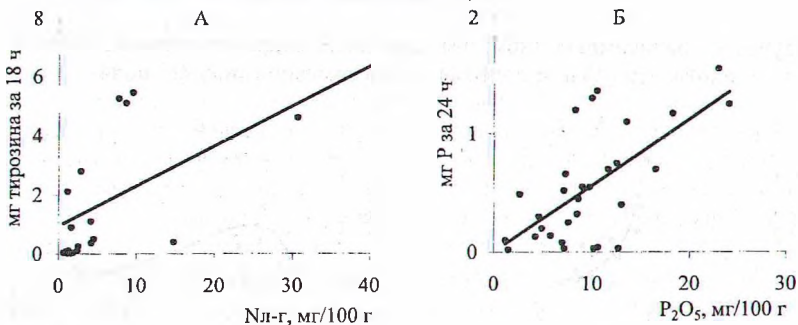 8 А
6
4
2
0
0 10 20 30 40
мг тирозина за 18 ч
Nл-г, мг/100 г
2 Б
1
0
0 10 20 30
мг Р за 24 ч
P₂O₅, мг/100 г